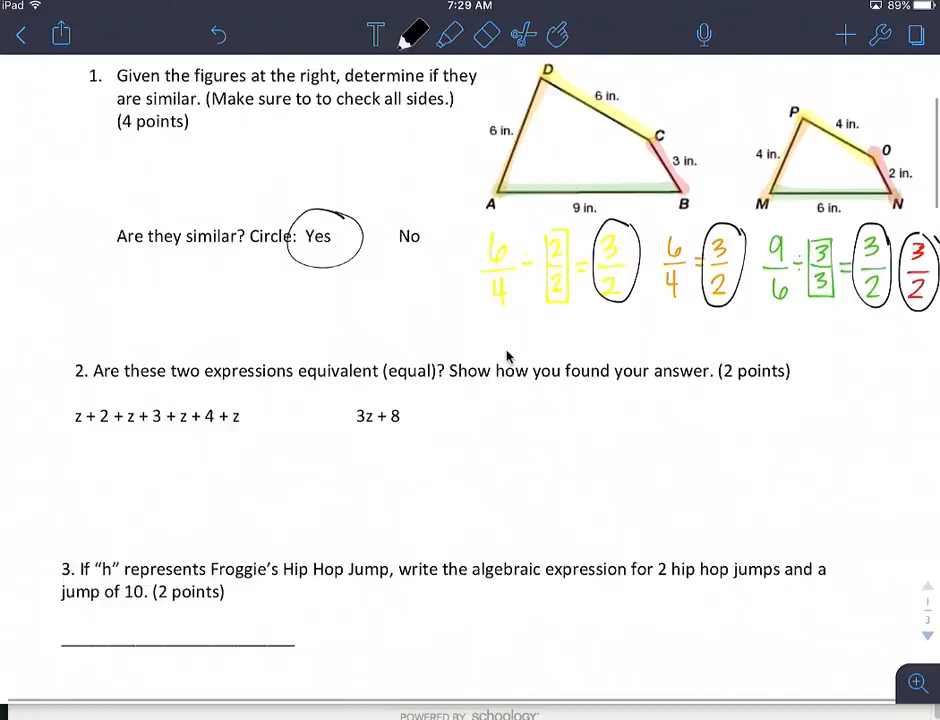 iPad
7:29 AM
89%
T
1. Given the figures at the right, determine if they
are similar. (Make sure to to check all sides.)
(4 points)
D
6 in.
6 in.
C
3 in.
A
9 in.
B
P
4 in.
4 in.
O
2 in.
M
6 in.
N
Are they similar? Circle: Yes No
6/4 ÷ 2/2 = 3/2 6/4 = 3/2 9/6 ÷ 3/3 = 3/2 3/2
2. Are these two expressions equivalent (equal)? Show how you found your answer. (2 points)
z + 2 + z + 3 + z + 4 + z 3z + 8
3. If “h” represents Froggie’s Hip Hop Jump, write the algebraic expression for 2 hip hop jumps and a
jump of 10. (2 points)
1
3
POWERED BY schoology